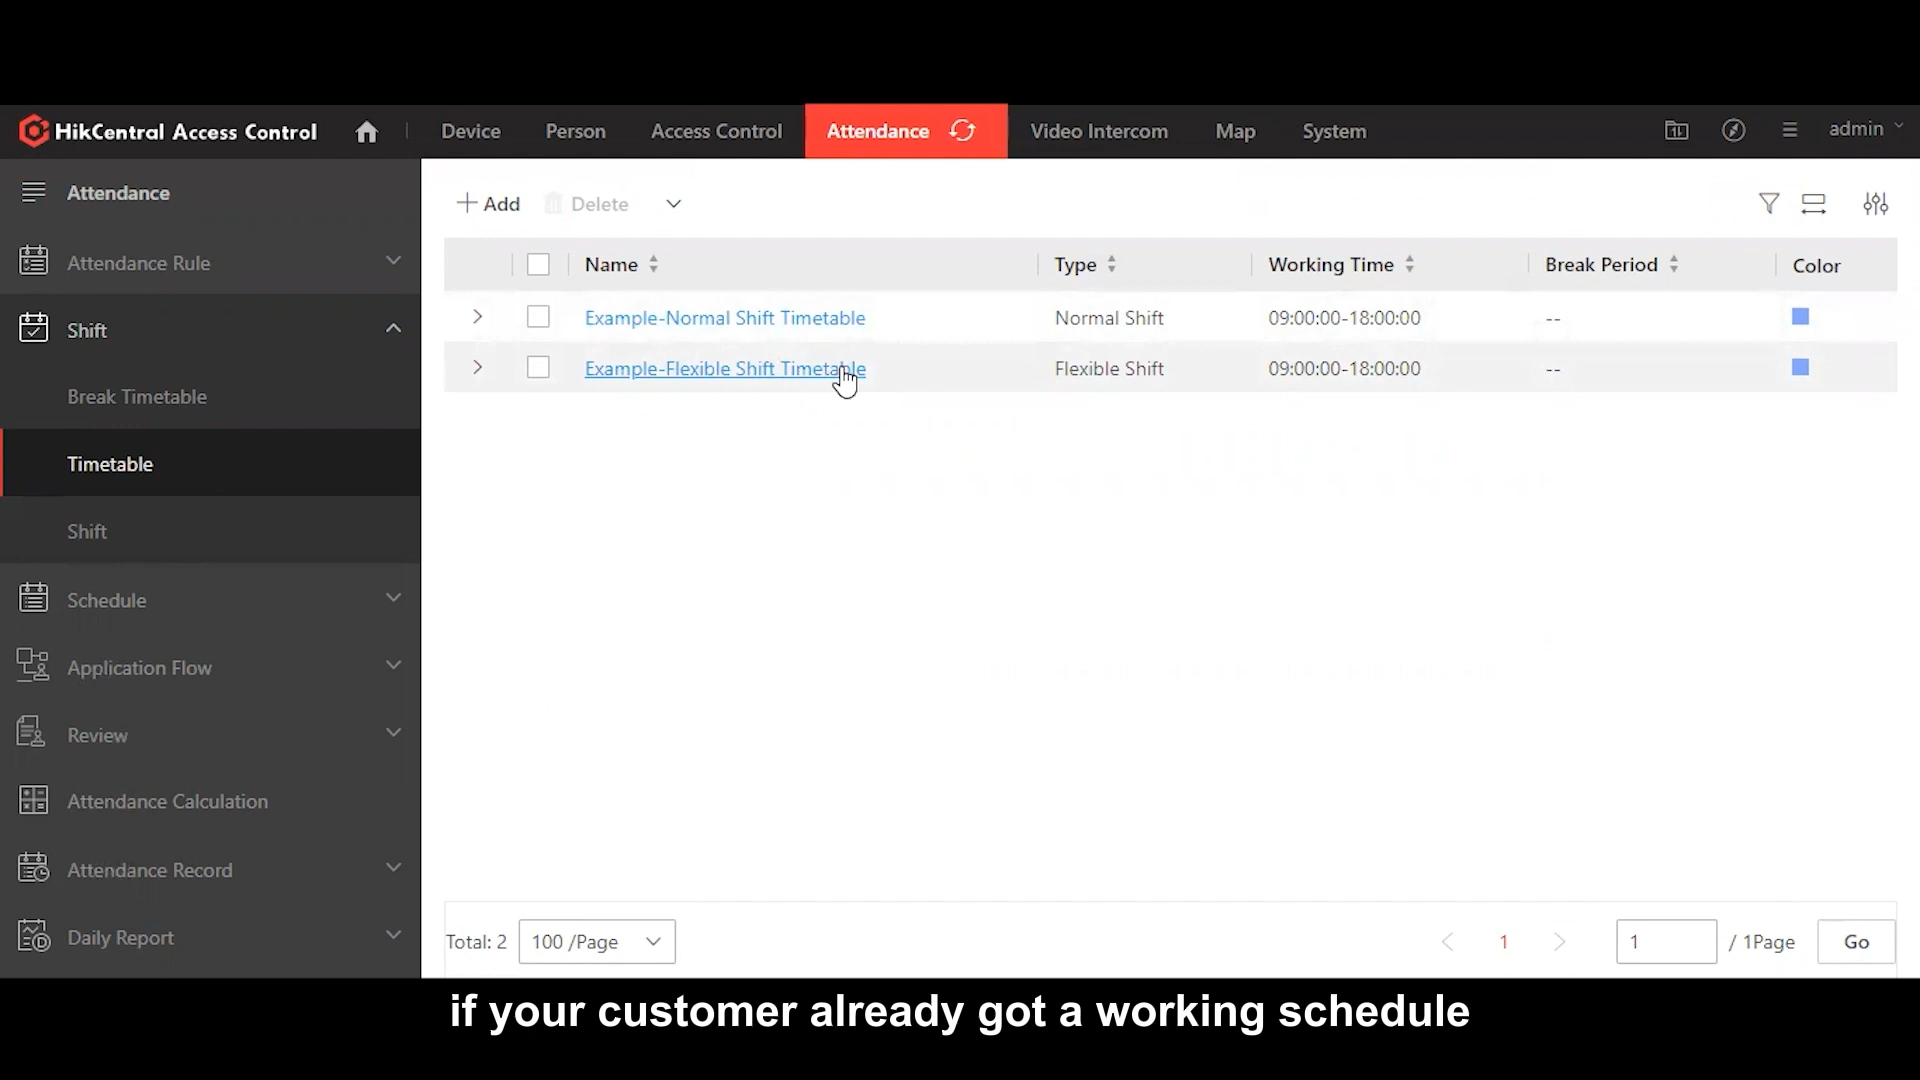 HikCentral Access Control
Device
Person
Access Control
Attendance
Video Intercom
Map
System
admin
Attendance
Attendance Rule
Shift
Break Timetable
Timetable
Shift
Schedule
Application Flow
Review
Attendance Calculation
Attendance Record
Daily Report
Add
Delete
Name
Type
Working Time
Break Period
Color
Example-Normal Shift Timetable
Normal Shift
09:00:00-18:00:00
--
Example-Flexible Shift Timetable
Flexible Shift
09:00:00-18:00:00
--
Total: 2
100 /Page
1
1
/ 1Page
Go
if your customer already got a working schedule